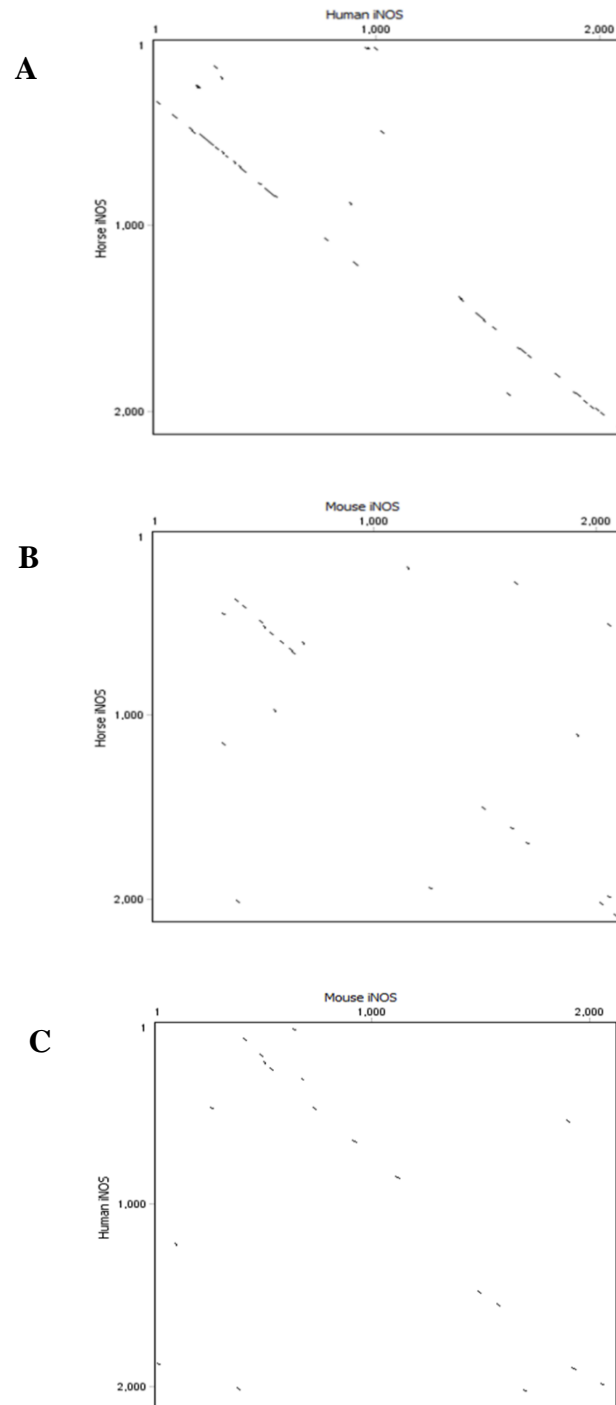 Human iNOS
1 1,000 2,000
A
1
Horse iNOS
1,000
2,000
Mouse iNOS
1 1,000 2,000
B
1
Horse iNOS
1,000
2,000
Mouse iNOS
1 1,000 2,000
C
1
Human iNOS
1,000
2,000